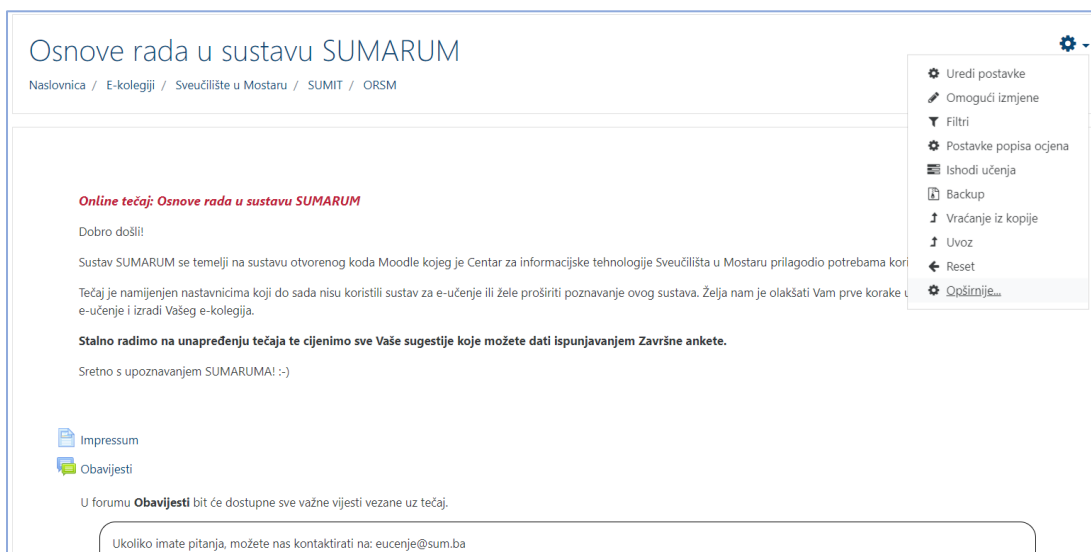 Osnove rada u sustavu SUMARUM
Naslovnica / E-kolegiji / Sveučilište u Mostaru / SUMIT / ORSM
Uredi postavke
Omogući izmjene
Filtri
Postavke popisa ocjena
Ishodi učenja
Backup
Vraćanje iz kopije
Uvoz
Reset
Opširnije...
Online tečaj: Osnove rada u sustavu SUMARUM
Dobro došli!
Sustav SUMARUM se temelji na sustavu otvorenog koda Moodle kojeg je Centar za informacijske tehnologije Sveučilišta u Mostaru prilagodio potrebama kori
Tečaj je namijenjen nastavnicima koji do sada nisu koristili sustav za e-učenje ili žele proširiti poznavanje ovog sustava. Želja nam je olakšati Vam prve korake u
e-učenje i izradi Vašeg e-kolegija.
Stalno radimo na unapređenju tečaja te cijenimo sve Vaše sugestije koje možete dati ispunjavanjem Završne ankete.
Sretno s upoznavanjem SUMARUMA! :-)
Impressum
Obavijesti
U forumu Obavijesti bit će dostupne sve važne vijesti vezane uz tečaj.
Ukoliko imate pitanja, možete nas kontaktirati na: eucenje@sum.ba